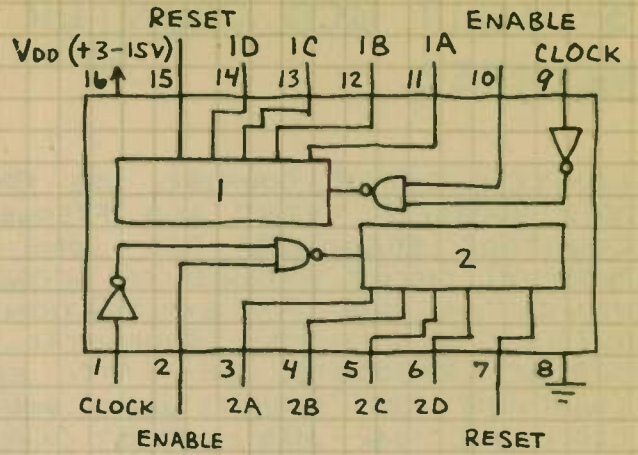 RESET ENABLE
VDD (+3-15V) 1D 1C 1B 1A CLOCK
16 15 14 13 12 11 10 9
1
2
1 2 3 4 5 6 7 8
CLOCK 2A 2B 2C 2D
ENABLE RESET